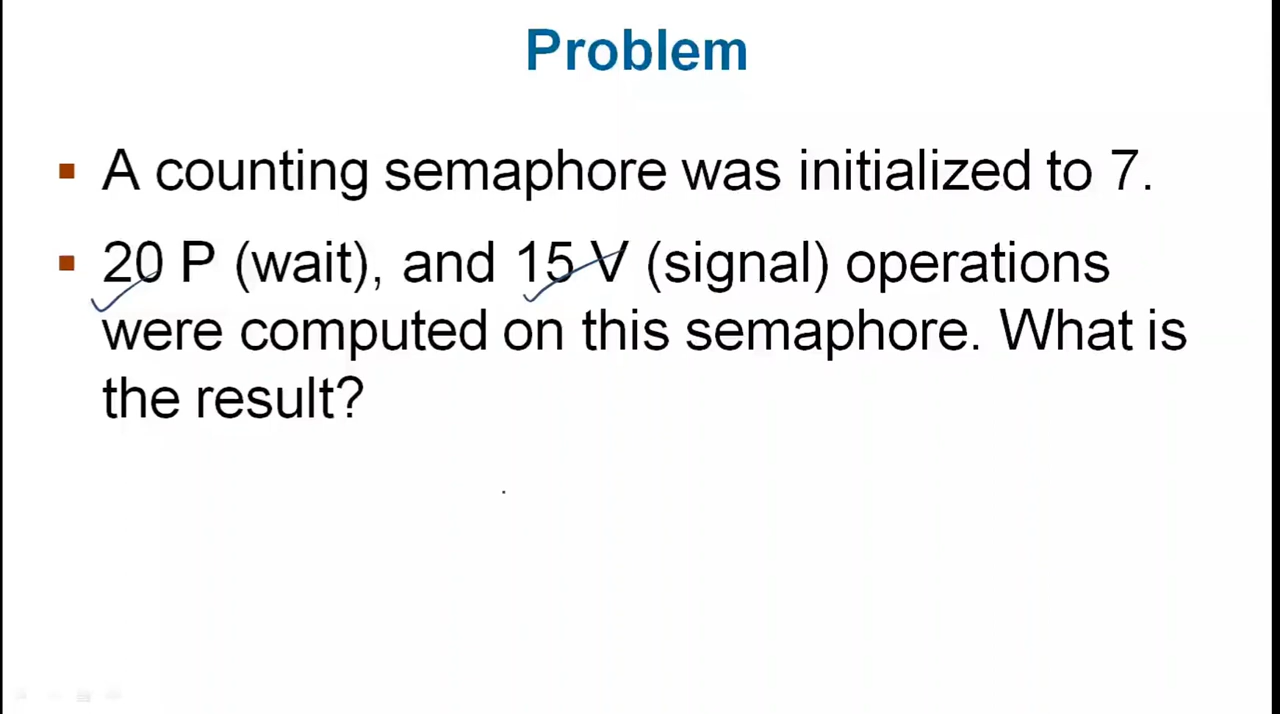 Problem
▪ A counting semaphore was initialized to 7.
▪ 20 P (wait), and 15 V (signal) operations
were computed on this semaphore. What is
the result?